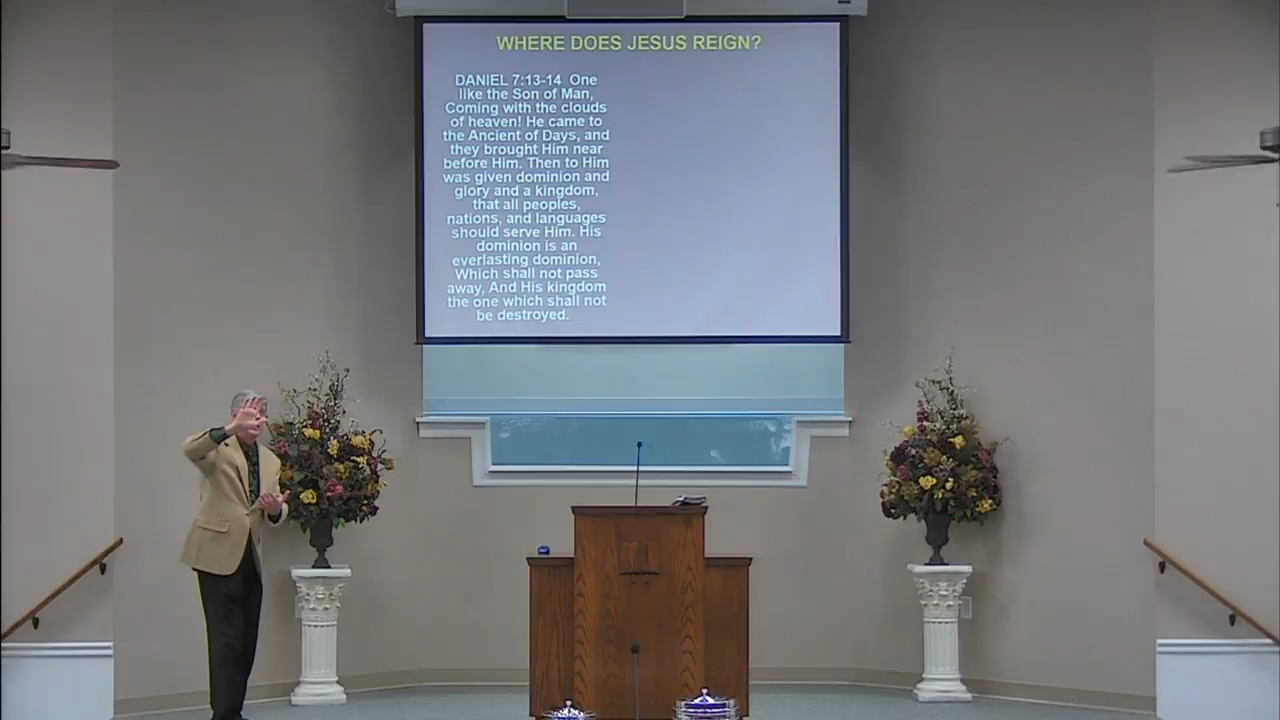 WHERE DOES JESUS REIGN?
DANIEL 7:13-14 One
like the Son of Man,
Coming with the clouds
of heaven! He came to
the Ancient of Days, and
they brought Him near
before Him. Then to Him
was given dominion and
glory and a kingdom,
that all peoples,
nations, and languages
should serve Him. His
dominion is an
everlasting dominion,
Which shall not pass
away, And His kingdom
the one which shall not
be destroyed.